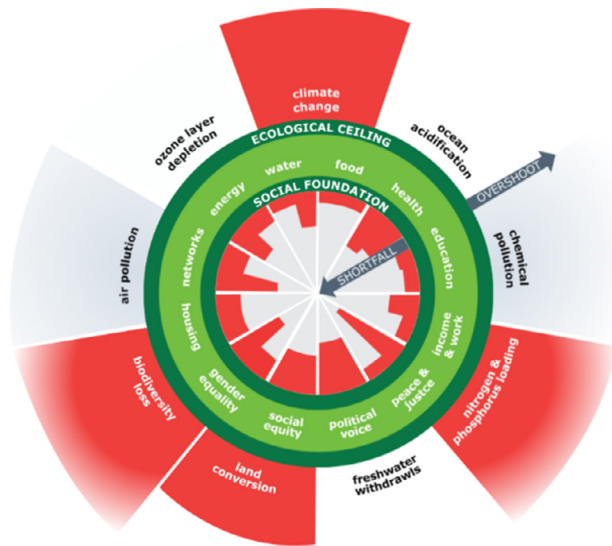 climate
change
ozone layer
depletion
ocean
acidification
ECOLOGICAL CEILING
OVERSHOOT
water
food
energy
health
SOCIAL FOUNDATION
SHORTFALL
networks
education
air pollution
chemical
pollution
housing
income
& work
gender
equality
social
equity
political
voice
peace &
justce
biodiversity
loss
nitrogen &
phosphorus loading
land
conversion
freshwater
withdrawls